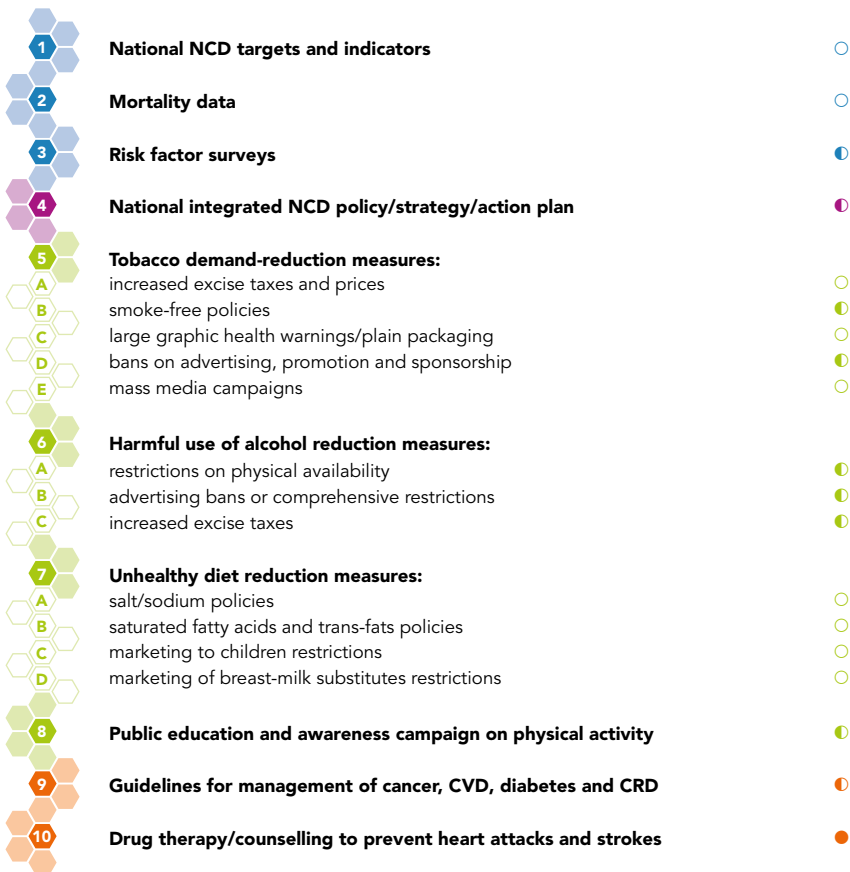 1 National NCD targets and indicators ○
2 Mortality data ○
3 Risk factor surveys ◐
4 National integrated NCD policy/strategy/action plan ◐
5 Tobacco demand-reduction measures:
A increased excise taxes and prices ○
B smoke-free policies ◐
C large graphic health warnings/plain packaging ○
D bans on advertising, promotion and sponsorship ◐
E mass media campaigns ○
6 Harmful use of alcohol reduction measures:
A restrictions on physical availability ◐
B advertising bans or comprehensive restrictions ◐
C increased excise taxes ◐
7 Unhealthy diet reduction measures:
A salt/sodium policies ○
B saturated fatty acids and trans-fats policies ○
C marketing to children restrictions ○
D marketing of breast-milk substitutes restrictions ○
8 Public education and awareness campaign on physical activity ◐
9 Guidelines for management of cancer, CVD, diabetes and CRD ◐
10 Drug therapy/counselling to prevent heart attacks and strokes ●